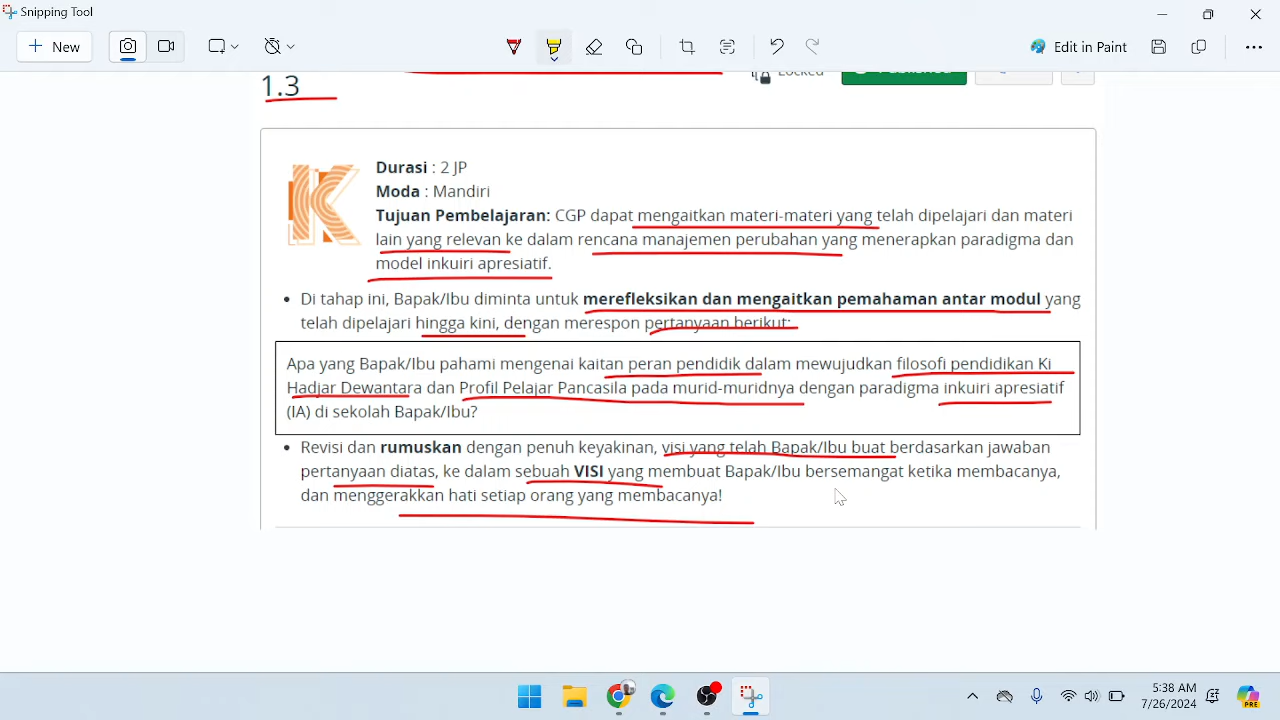 Snipping Tool
New
Edit in Paint
1.3
Locked
Durasi : 2 JP
Moda : Mandiri
Tujuan Pembelajaran: CGP dapat mengaitkan materi-materi yang telah dipelajari dan materi
lain yang relevan ke dalam rencana manajemen perubahan yang menerapkan paradigma dan
model inkuiri apresiatif.
• Di tahap ini, Bapak/Ibu diminta untuk merefleksikan dan mengaitkan pemahaman antar modul yang
telah dipelajari hingga kini, dengan merespon pertanyaan berikut:
Apa yang Bapak/Ibu pahami mengenai kaitan peran pendidik dalam mewujudkan filosofi pendidikan Ki
Hadjar Dewantara dan Profil Pelajar Pancasila pada murid-muridnya dengan paradigma inkuiri apresiatif
(IA) di sekolah Bapak/Ibu?
• Revisi dan rumuskan dengan penuh keyakinan, visi yang telah Bapak/Ibu buat berdasarkan jawaban
pertanyaan diatas, ke dalam sebuah VISI yang membuat Bapak/Ibu bersemangat ketika membacanya,
dan menggerakkan hati setiap orang yang membacanya!
5:38 AM
PRE